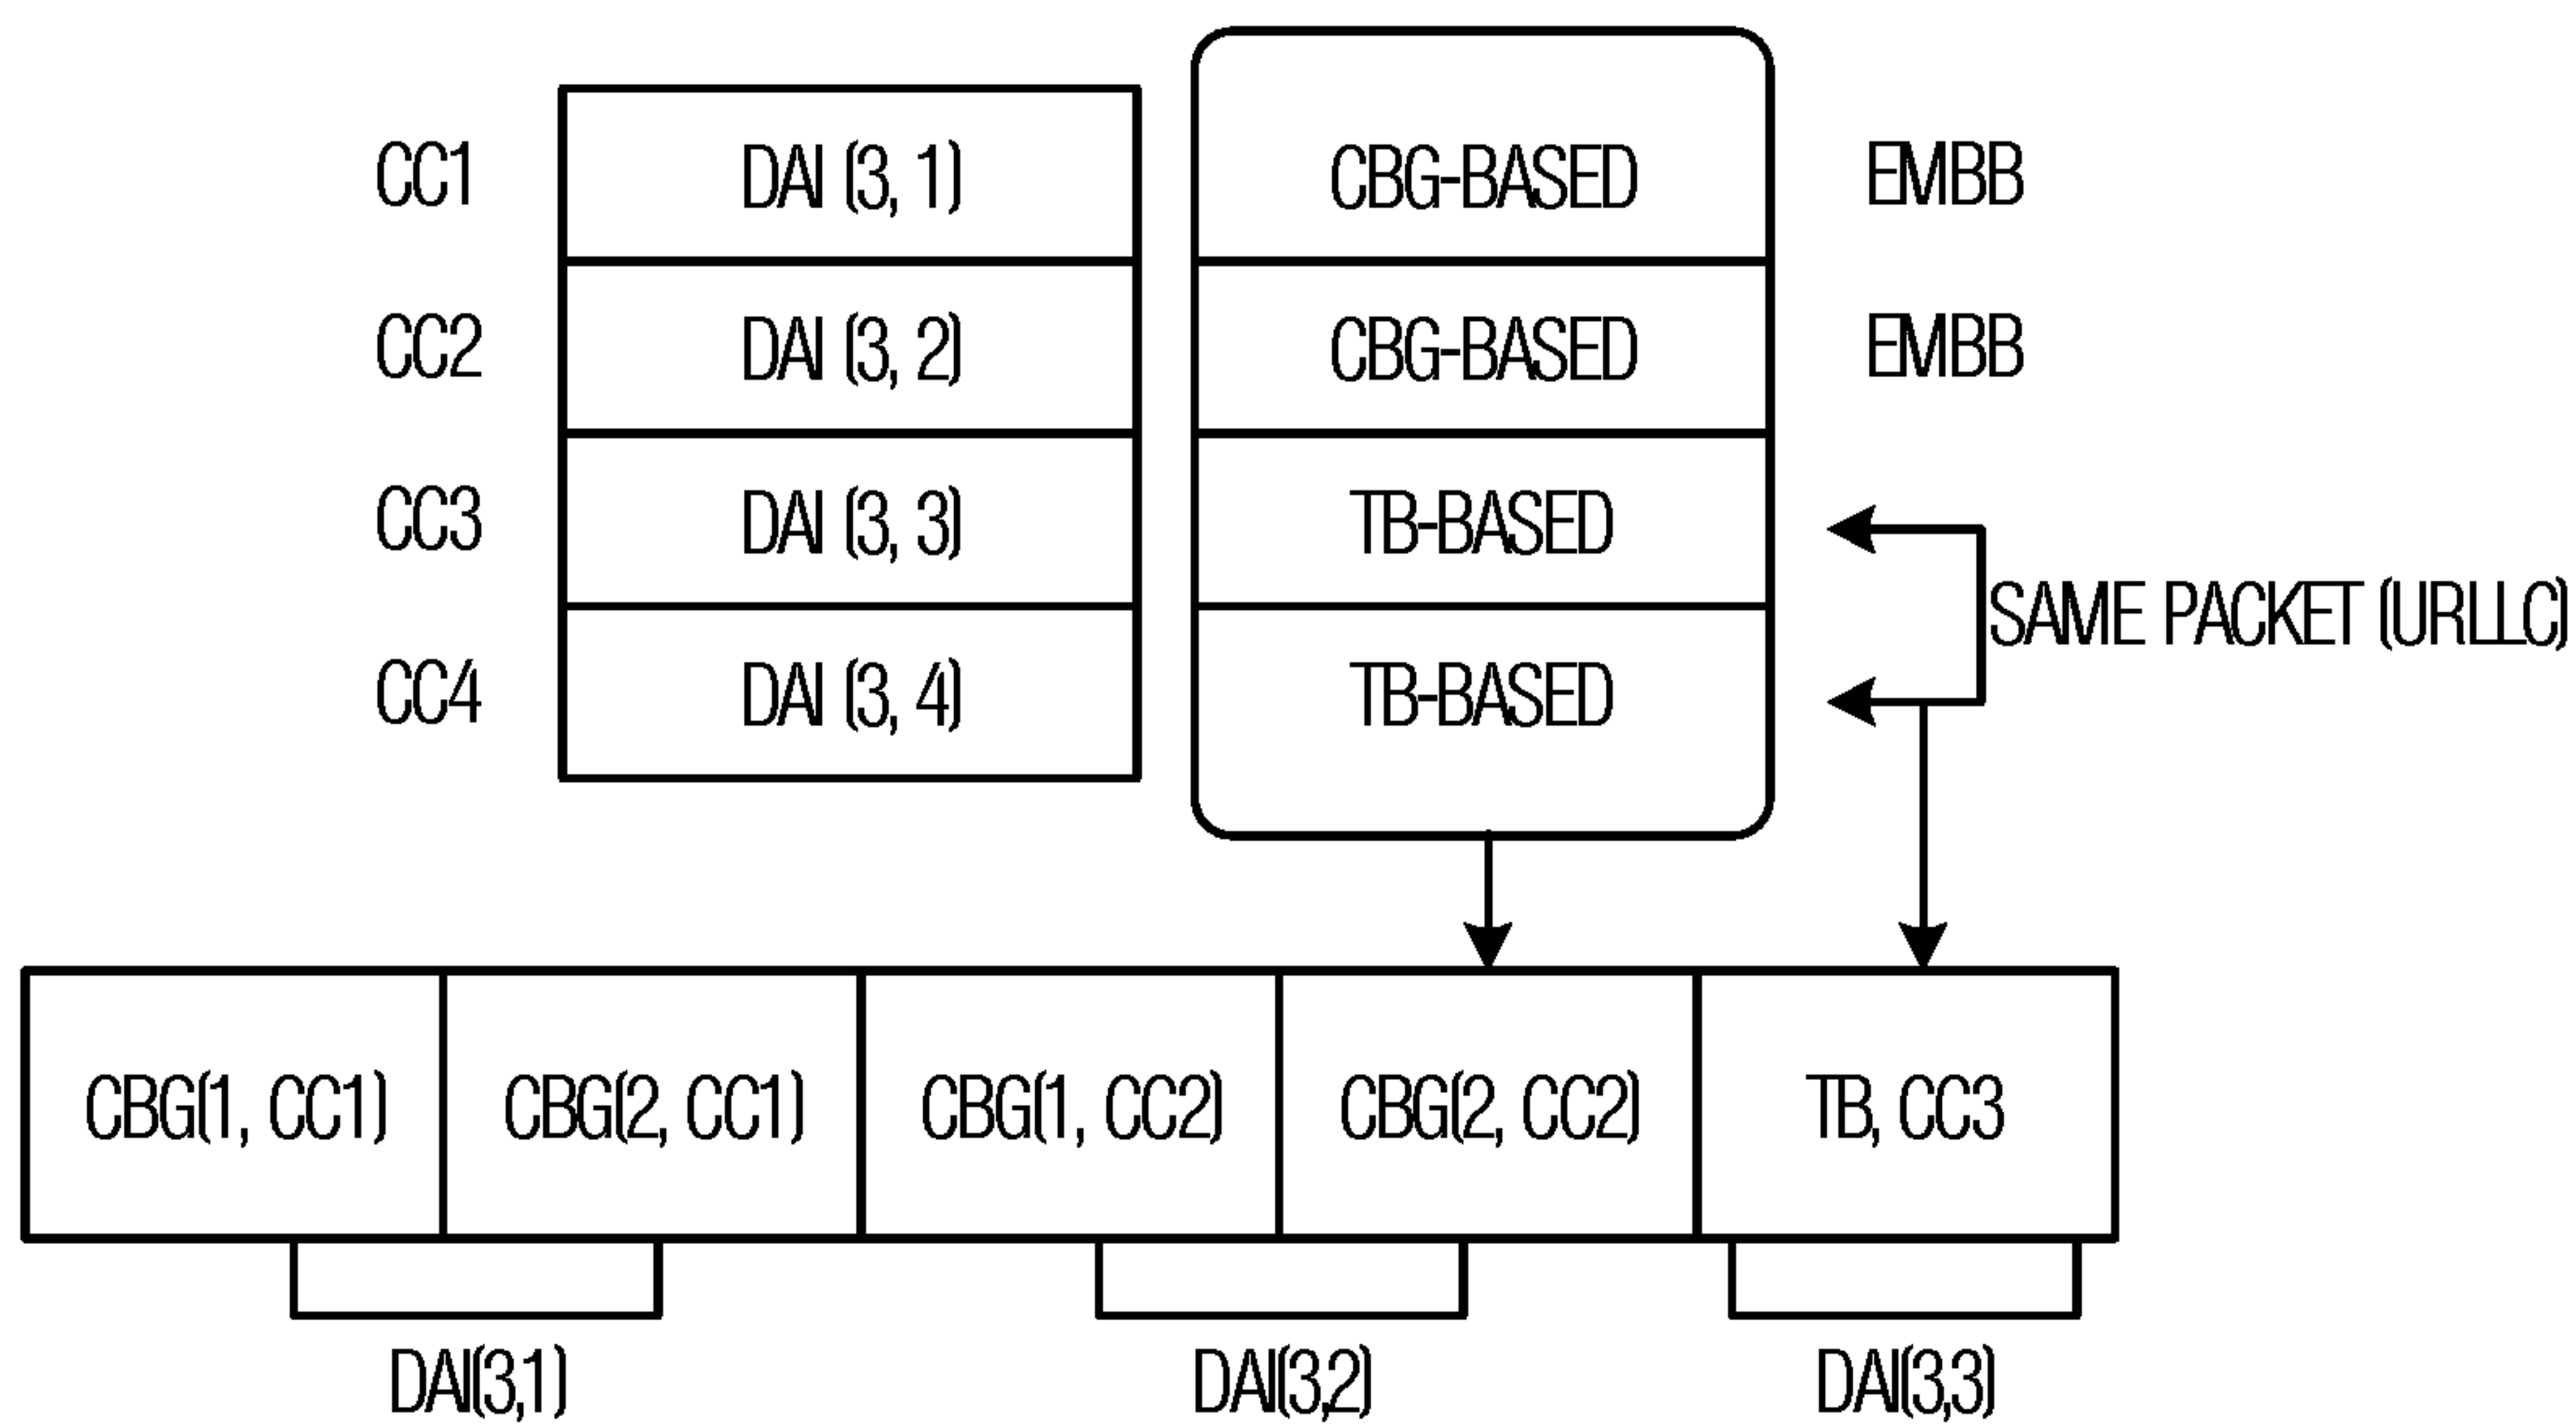 CC1 DAI (3, 1) CBG-BASED EMBB
CC2 DAI (3, 2) CBG-BASED EMBB
CC3 DAI (3, 3) TB-BASED
SAME PACKET (URLLC)
CC4 DAI (3, 4) TB-BASED
CBG(1, CC1) CBG(2, CC1) CBG(1, CC2) CBG(2, CC2) TB, CC3
DAI(3,1) DAI(3,2) DAI(3,3)